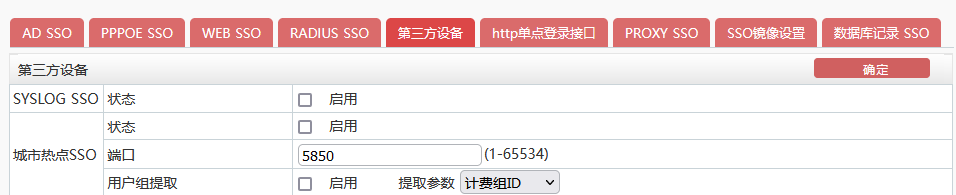 AD SSO PPPOE SSO WEB SSO RADIUS SSO 第三方设备 http单点登录接口 PROXY SSO SSO镜像设置 数据库记录 SSO
第三方设备 确定
SYSLOG SSO 状态 启用
状态 启用
城市热点SSO 端口 5850 (1-65534)
用户组提取 启用 提取参数 计费组ID